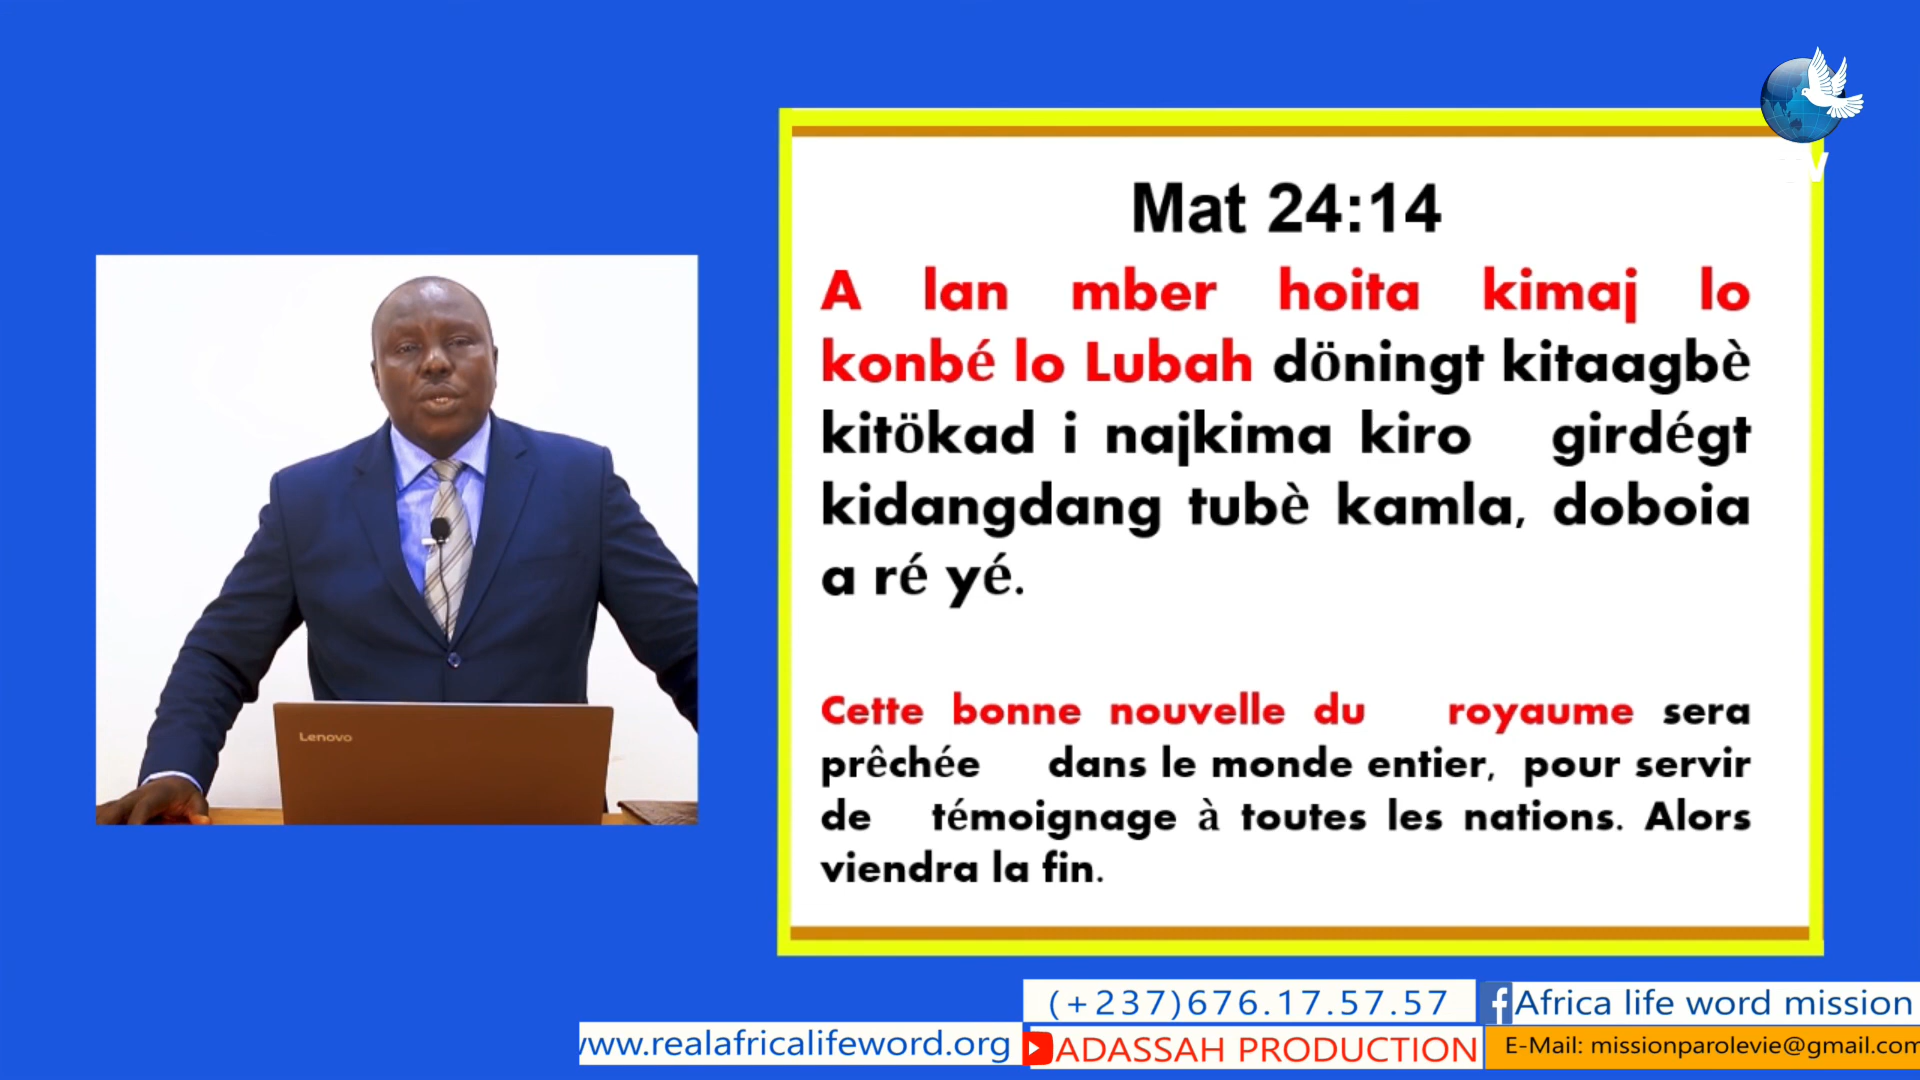 Mat 24:14
A lan mber hoita kimaj lo
konbé lo Lubah döningt kitaagbè
kitökad i najkima kiro girdégt
kidangdang tubè kamla, doboia
a ré yé.
Cette bonne nouvelle du royaume sera
prêchée dans le monde entier, pour servir
de témoignage à toutes les nations. Alors
viendra la fin.
Lenovo
(+237)676.17.57.57
Africa life word mission
www.realafricalifeword.org
ADASSAH PRODUCTION
E-Mail: missionparolevie@gmail.com